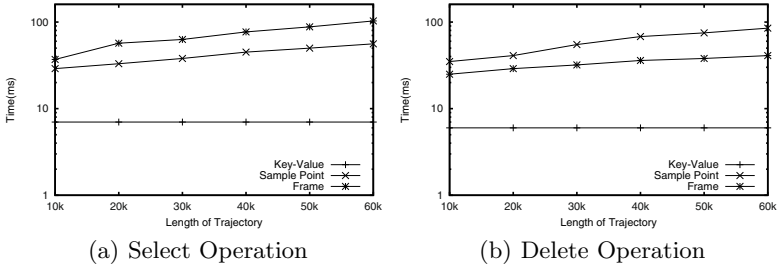 100
10
1
Time(ms)
10k 20k 30k 40k 50k 60k
Length of Trajectory
Key-Value
Sample Point
Frame
(a) Select Operation
100
10
1
Time(ms)
10k 20k 30k 40k 50k 60k
Length of Trajectory
Key-Value
Sample Point
Frame
(b) Delete Operation